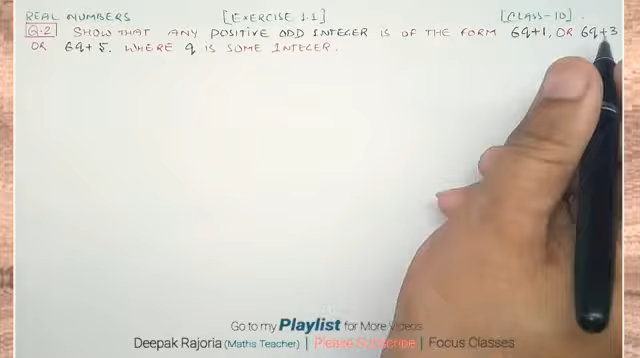 REAL NUMBERS [EXERCISE 1.1] [CLASS-10].
Q.2 SHOW THAT ANY POSITIVE ODD INTEGER IS OF THE FORM 6q+1, OR 6q+3
OR 6q+5. WHERE q IS SOME INTEGER.
Go to my Playlist for More Videos
Deepak Rajoria (Maths Teacher) | Please Subscribe | Focus Classes